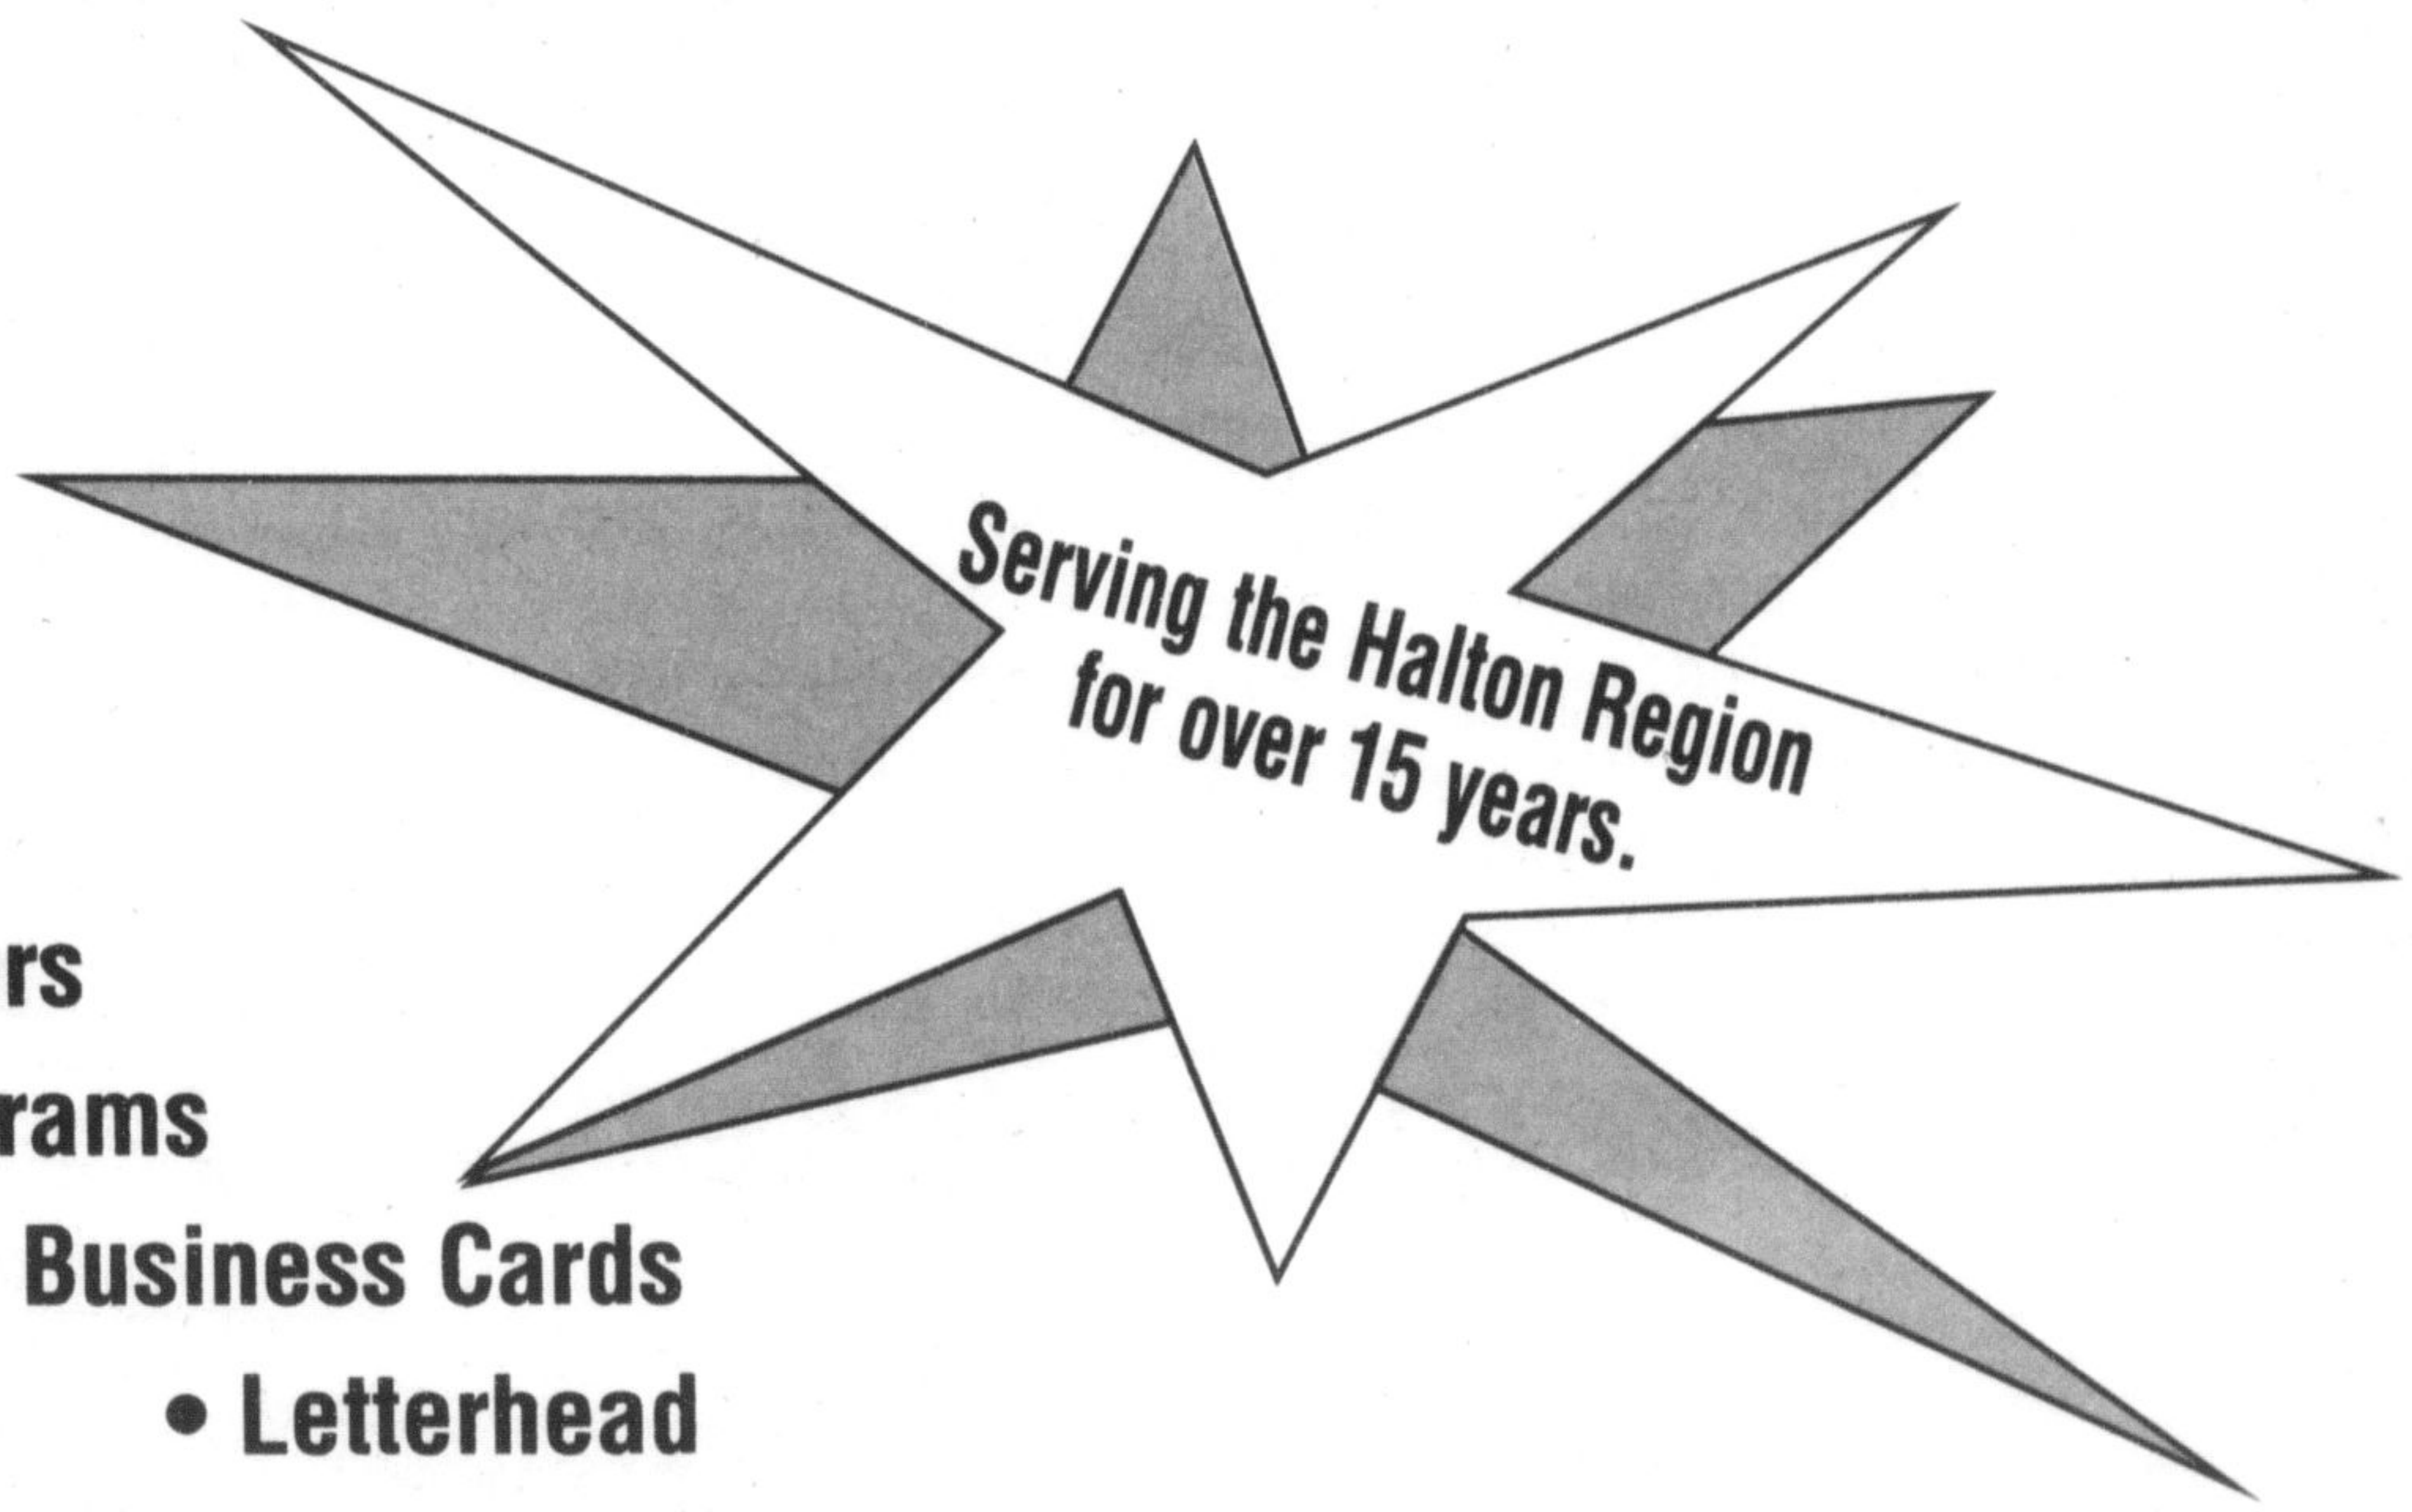 Serving the Halton Region
for over 15 years.
rs
rams
Business Cards
• Letterhead